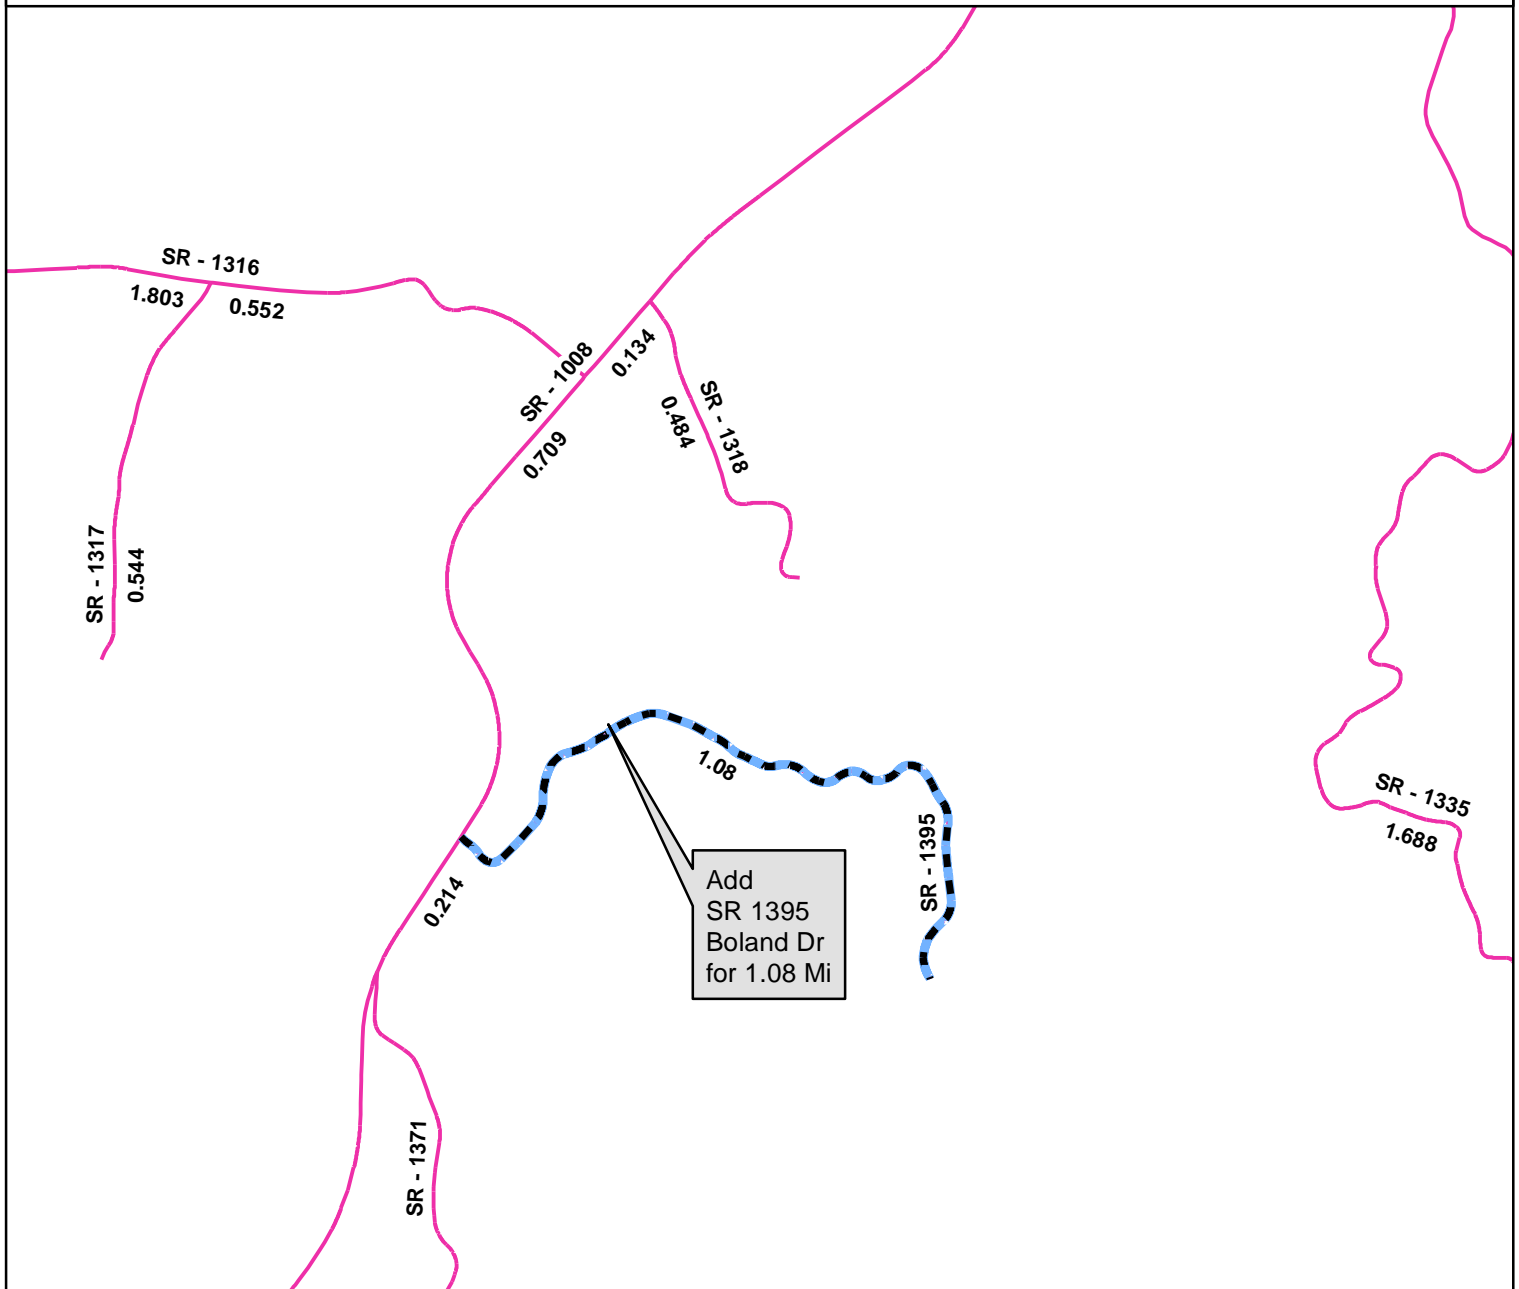 SR - 1316
1.803
0.552
SR - 1008
0.134
0.709
SR - 1318
0.484
SR - 1317
0.544
1.08
SR - 1335
1.688
SR - 1395
0.214
Add
SR 1395
Boland Dr
for 1.08 Mi
SR - 1371